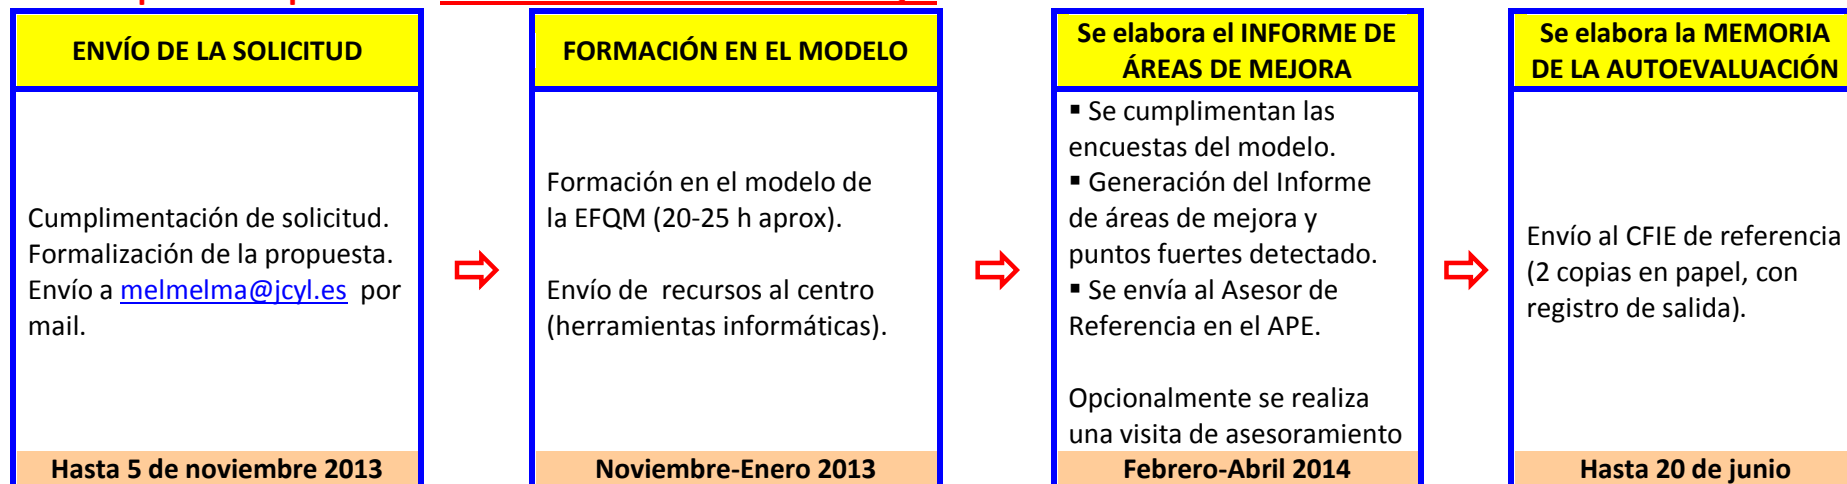 ENVÍO DE LA SOLICITUD
Cumplimentación de solicitud.
Formalización de la propuesta.
Envío a melmelma@jcyl.es por
mail.
Hasta 5 de noviembre 2013
FORMACIÓN EN EL MODELO
Formación en el modelo de
la EFQM (20-25 h aprox).
Envío de recursos al centro
(herramientas informáticas).
Noviembre-Enero 2013
Se elabora el INFORME DE
ÁREAS DE MEJORA
▪ Se cumplimentan las
encuestas del modelo.
▪ Generación del Informe
de áreas de mejora y
puntos fuertes detectado.
▪ Se envía al Asesor de
Referencia en el APE.
Opcionalmente se realiza
una visita de asesoramiento
Febrero-Abril 2014
Se elabora la MEMORIA
DE LA AUTOEVALUACIÓN
Envío al CFIE de referencia
(2 copias en papel, con
registro de salida).
Hasta 20 de junio